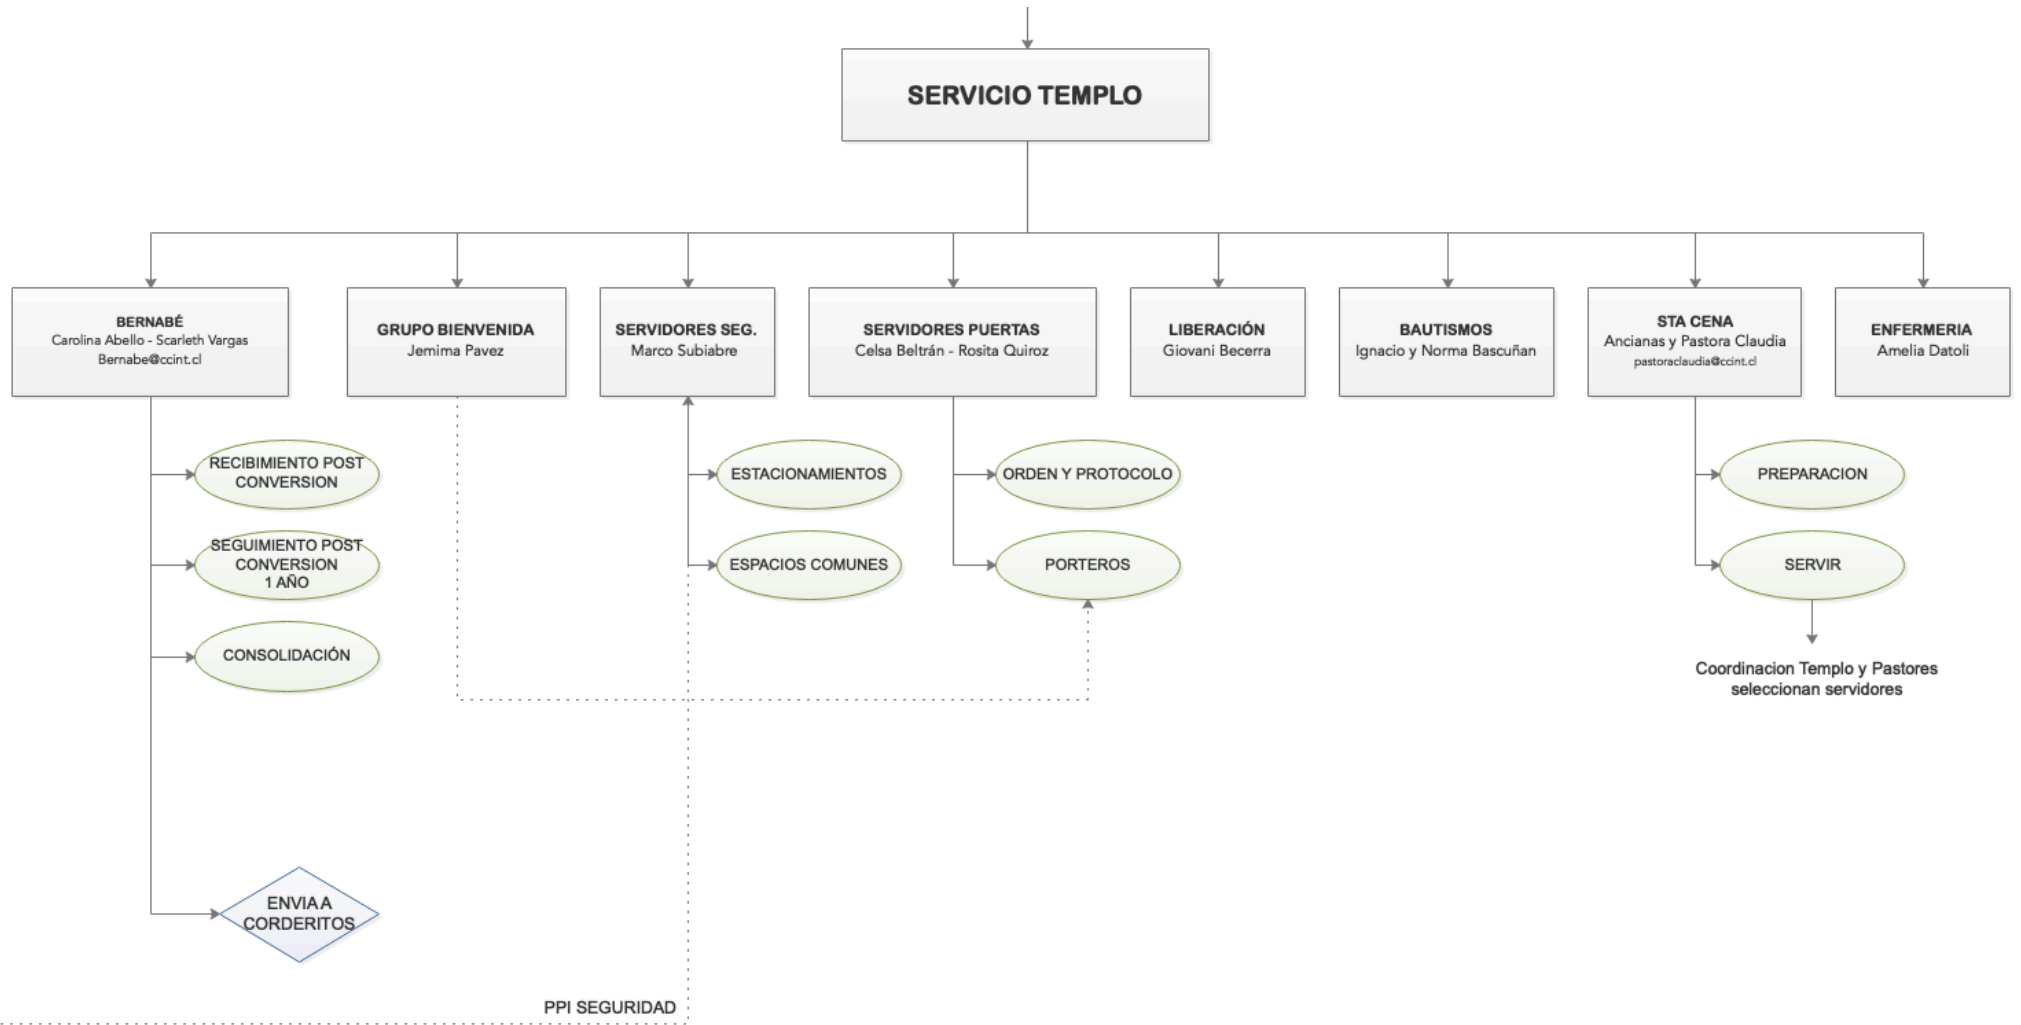 SERVICIO TEMPLO
BERNABÉ
Carolina Abello - Scarleth Vargas
Bernabe@ccint.cl
GRUPO BIENVENIDA
Jemima Pavez
SERVIDORES SEG.
Marco Subiabre
SERVIDORES PUERTAS
Celsa Beltrán - Rosita Quiroz
LIBERACIÓN
Giovani Becerra
BAUTISMOS
Ignacio y Norma Bascuñan
STA CENA
Ancianas y Pastora Claudia
pastoraclaudia@ccint.cl
ENFERMERIA
Amelia Datoli
RECIBIMIENTO POST
CONVERSION
SEGUIMIENTO POST
CONVERSION
1 AÑO
CONSOLIDACIÓN
ENVIA A
CORDERITOS
ESTACIONAMIENTOS
ESPACIOS COMUNES
ORDEN Y PROTOCOLO
PORTEROS
PREPARACION
SERVIR
Coordinacion Templo y Pastores
seleccionan servidores
PPI SEGURIDAD